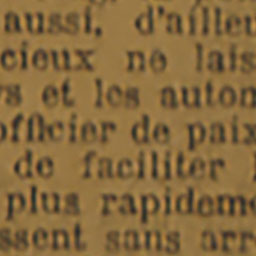 aussi, d'ailleu
cieux ne lais
s et les auton
officier de paix
de faciliter
plus rapideme
ssent sans arr